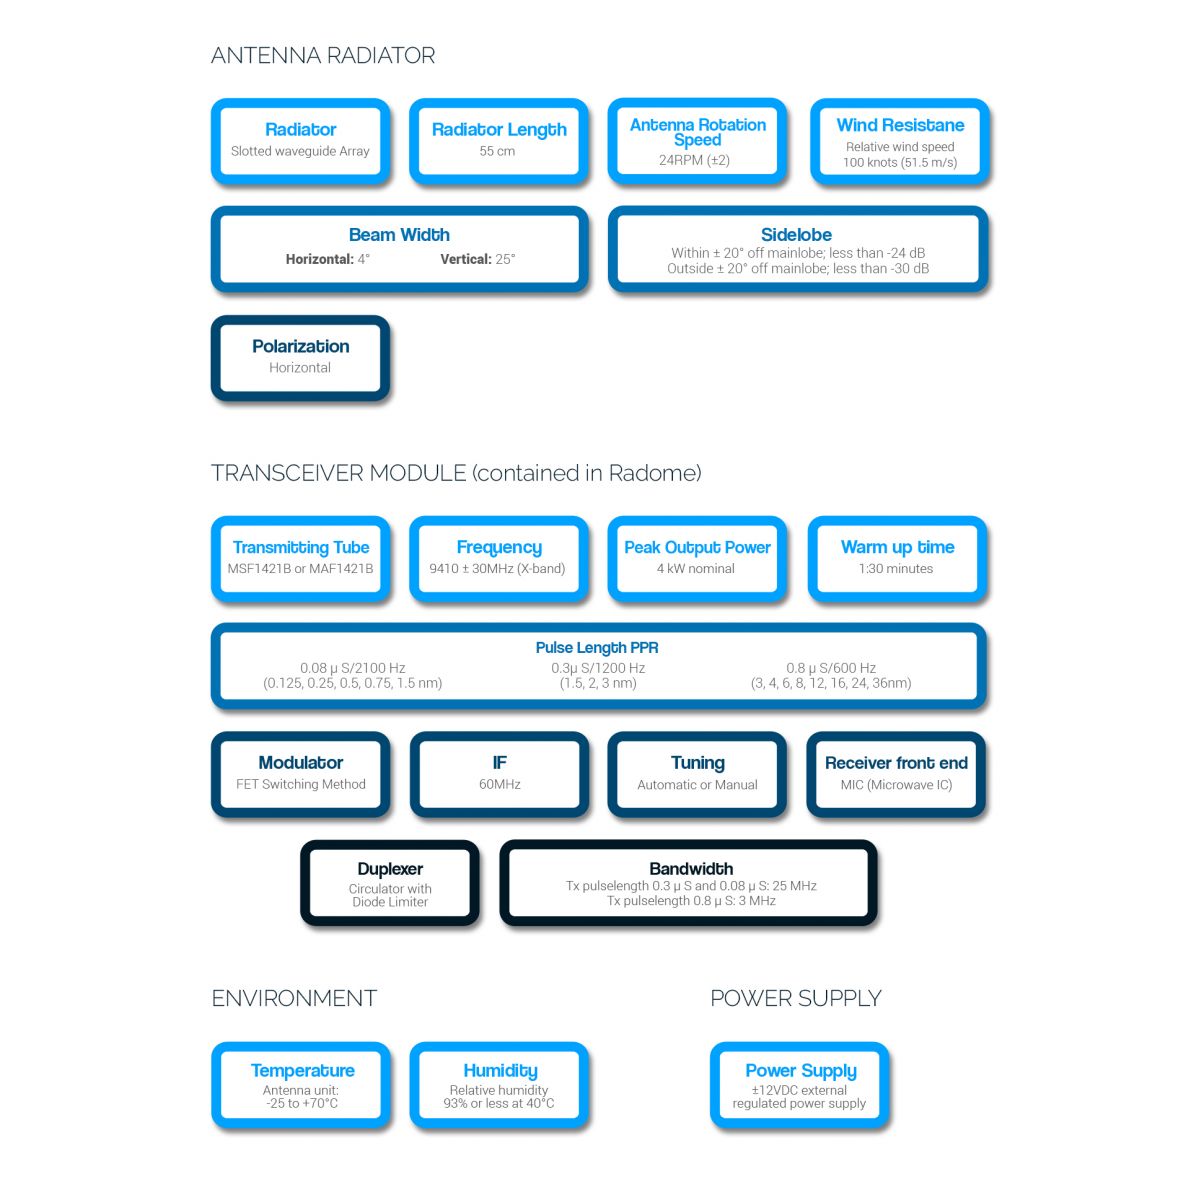 ANTENNA RADIATOR
Radiator
Slotted waveguide Array
Radiator Length
55 cm
Antenna Rotation
Speed
24RPM (±2)
Wind Resistane
Relative wind speed
100 knots (51.5 m/s)
Beam Width
Horizontal: 4° Vertical: 25°
Sidelobe
Within ± 20° off mainlobe; less than -24 dB
Outside ± 20° off mainlobe; less than -30 dB
Polarization
Horizontal
TRANSCEIVER MODULE (contained in Radome)
Transmitting Tube
MSF1421B or MAF1421B
Frequency
9410 ± 30MHz (X-band)
Peak Output Power
4 kW nominal
Warm up time
1:30 minutes
Pulse Length PPR
0.08 µ S/2100 Hz
(0.125, 0.25, 0.5, 0.75, 1.5 nm)
0.3µ S/1200 Hz
(1.5, 2, 3 nm)
0.8 µ S/600 Hz
(3, 4, 6, 8, 12, 16, 24, 36nm)
Modulator
FET Switching Method
IF
60MHz
Tuning
Automatic or Manual
Receiver front end
MIC (Microwave IC)
Duplexer
Circulator with
Diode Limiter
Bandwidth
Tx pulselength 0.3 µ S and 0.08 µ S: 25 MHz
Tx pulselength 0.8 µ S: 3 MHz
ENVIRONMENT
Temperature
Antenna unit:
-25 to +70°C
Humidity
Relative humidity
93% or less at 40°C
POWER SUPPLY
Power Supply
±12VDC external
regulated power supply